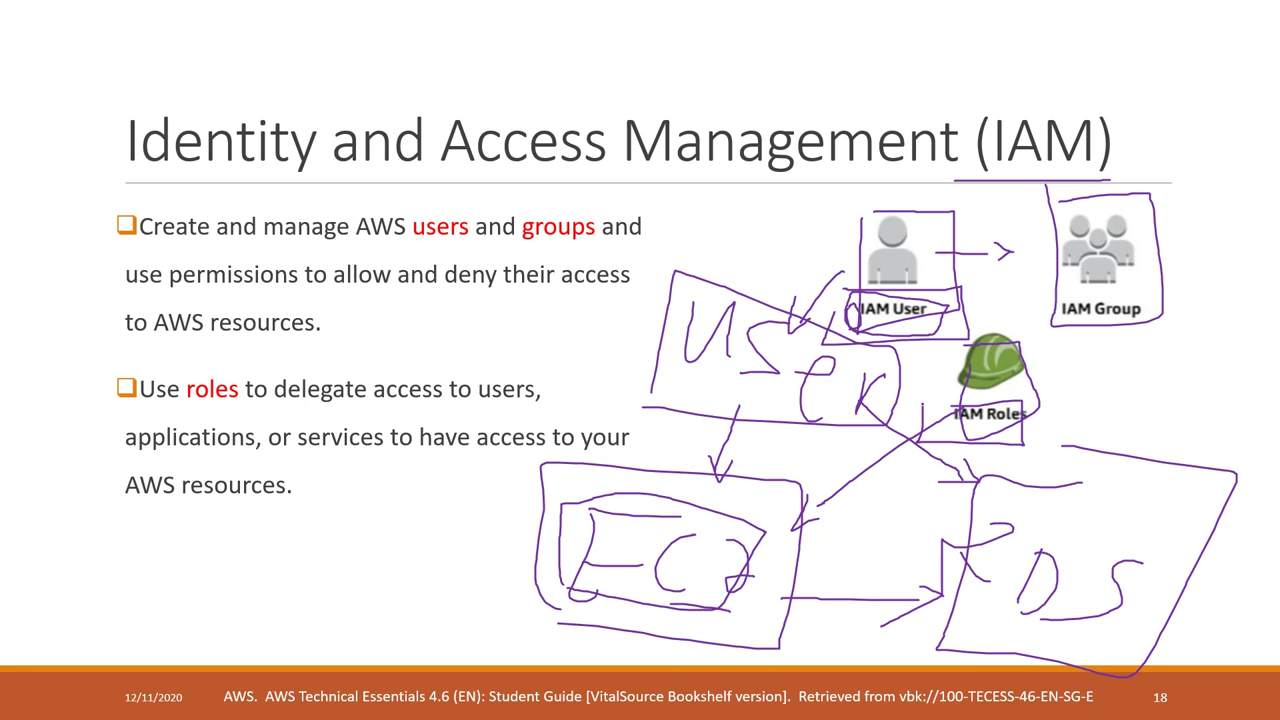 Identity and Access Management (IAM)
Create and manage AWS users and groups and
use permissions to allow and deny their access
to AWS resources.
Use roles to delegate access to users,
applications, or services to have access to your
AWS resources.
IAM User
IAM Group
IAM Roles
User
EC2
RDS
12/11/2020
AWS. AWS Technical Essentials 4.6 (EN): Student Guide [VitalSource Bookshelf version]. Retrieved from vbk://100-TECESS-46-EN-SG-E
18